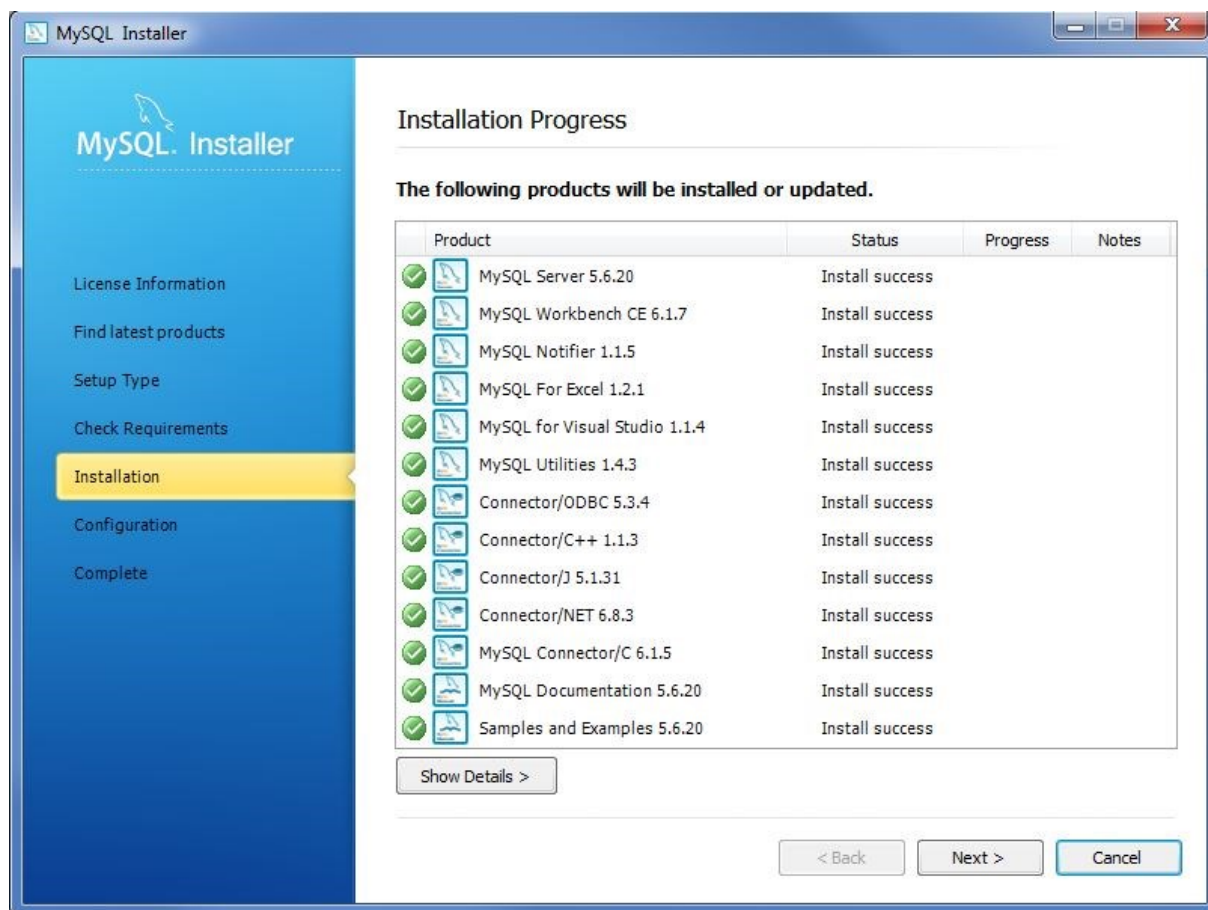 MySQL Installer
MySQL. Installer
License Information
Find latest products
Setup Type
Check Requirements
Installation
Configuration
Complete
Installation Progress
The following products will be installed or updated.
Product Status Progress Notes
MySQL Server 5.6.20 Install success
MySQL Workbench CE 6.1.7 Install success
MySQL Notifier 1.1.5 Install success
MySQL For Excel 1.2.1 Install success
MySQL for Visual Studio 1.1.4 Install success
MySQL Utilities 1.4.3 Install success
Connector/ODBC 5.3.4 Install success
Connector/C++ 1.1.3 Install success
Connector/J 5.1.31 Install success
Connector/NET 6.8.3 Install success
MySQL Connector/C 6.1.5 Install success
MySQL Documentation 5.6.20 Install success
Samples and Examples 5.6.20 Install success
Show Details >
< Back Next > Cancel